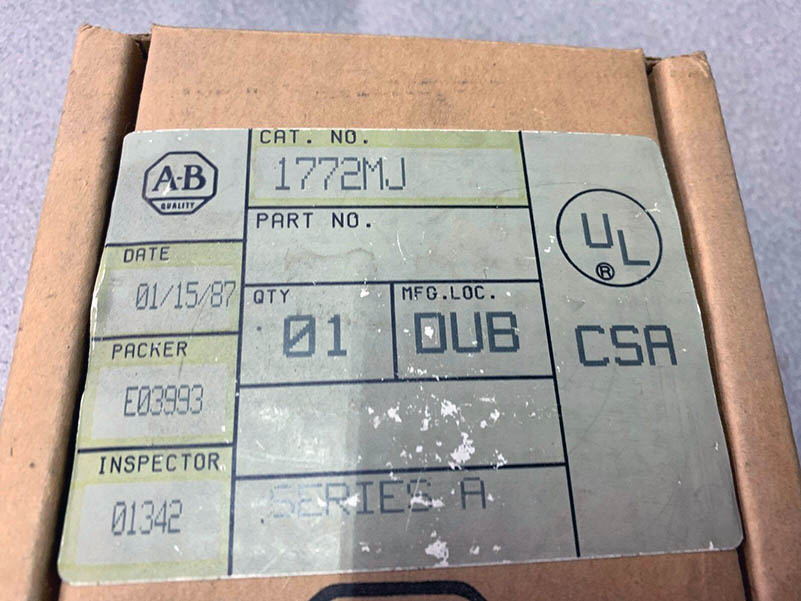 A-B
QUALITY
CAT. NO.
1772MJ
PART NO.
DATE
01/15/87
QTY
01
MFG.LOC.
DUB
PACKER
E03993
INSPECTOR
01342
SERIES A
UL
®
CSA